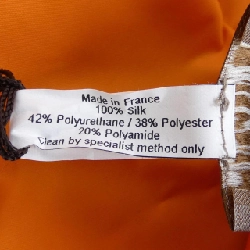 Made in France
100% Silk
42% Polyurethane / 38% Polyester
20% Polyamide
Clean by specialist method only